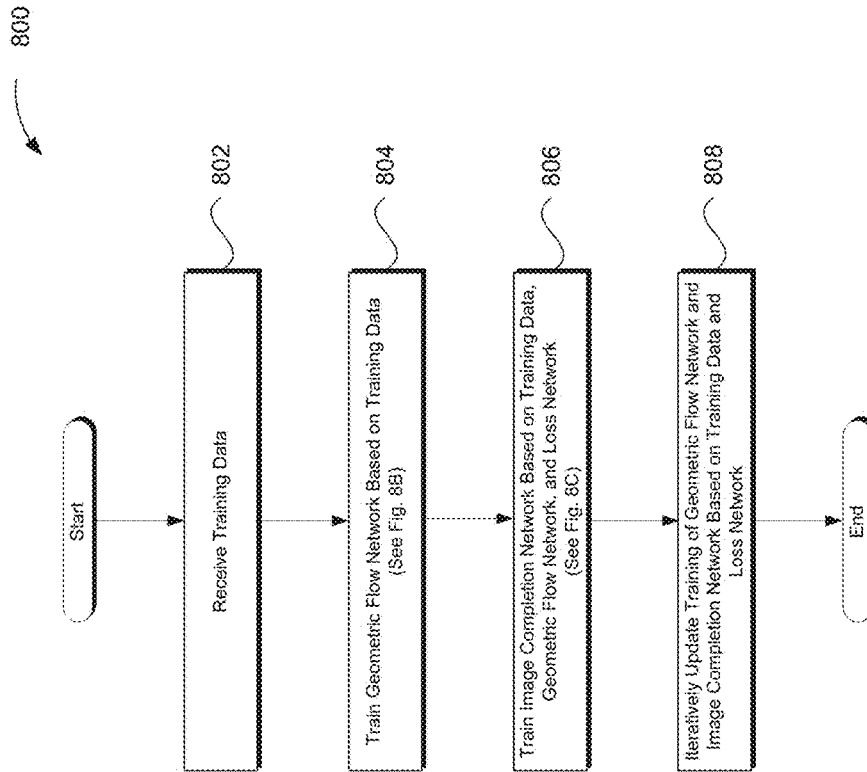 800
Start
Receive Training Data
802
Train Geometric Flow Network Based on Training Data
(See Fig. 8B)
804
Train Image Completion Network Based on Training Data,
Geometric Flow Network, and Loss Network
(See Fig. 8C)
806
Iteratively Update Training of Geometric Flow Network and
Image Completion Network Based on Training Data and
Loss Network
808
End